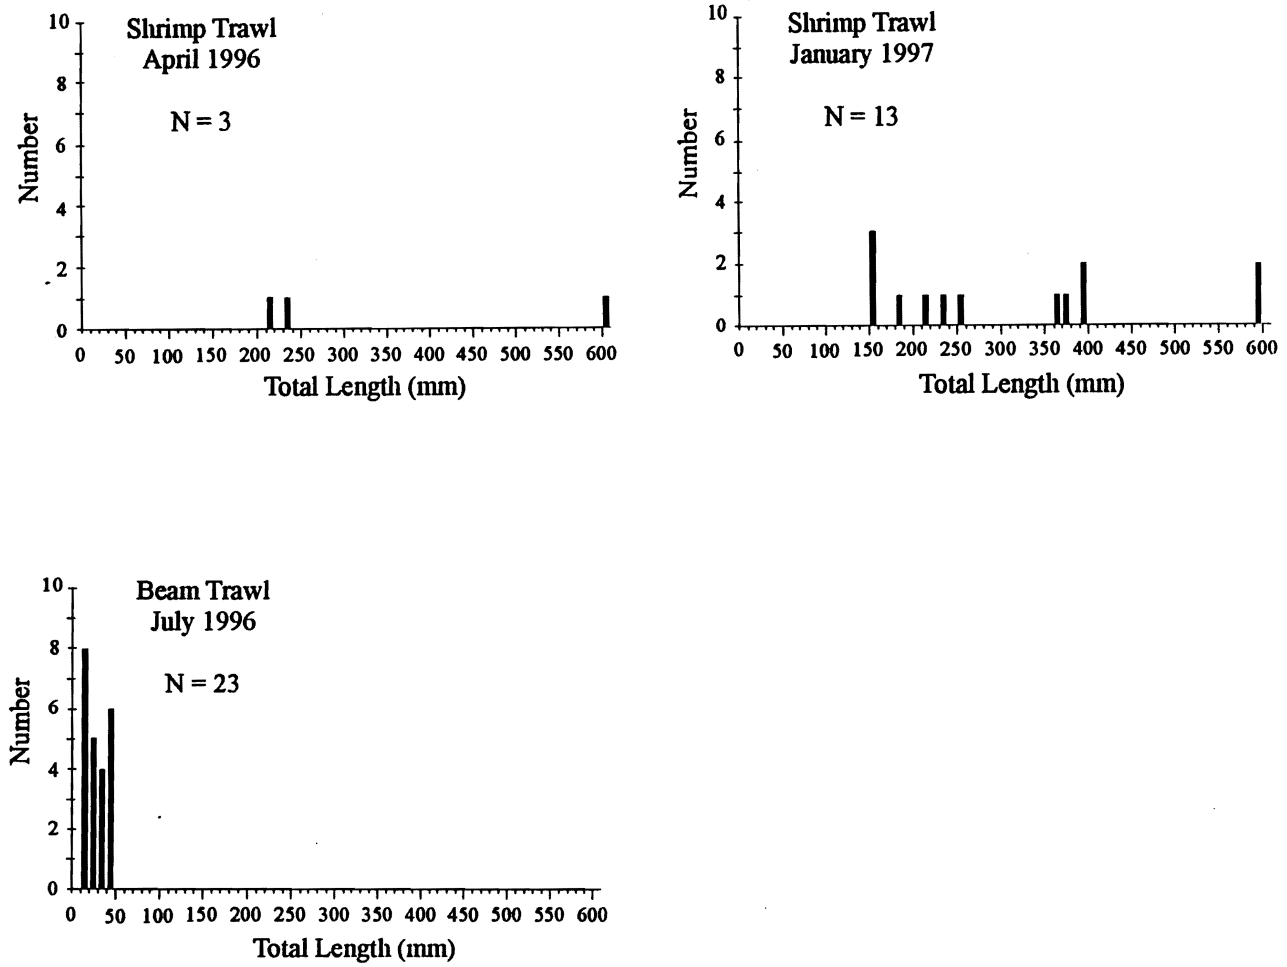 Shrimp Trawl
April 1996
N = 3
Number
10
8
6
4
2
0
0 50 100 150 200 250 300 350 400 450 500 550 600
Total Length (mm)
Shrimp Trawl
January 1997
N = 13
Number
10
8
6
4
2
0
0 50 100 150 200 250 300 350 400 450 500 550 600
Total Length (mm)
Beam Trawl
July 1996
N = 23
Number
10
8
6
4
2
0
0 50 100 150 200 250 300 350 400 450 500 550 600
Total Length (mm)